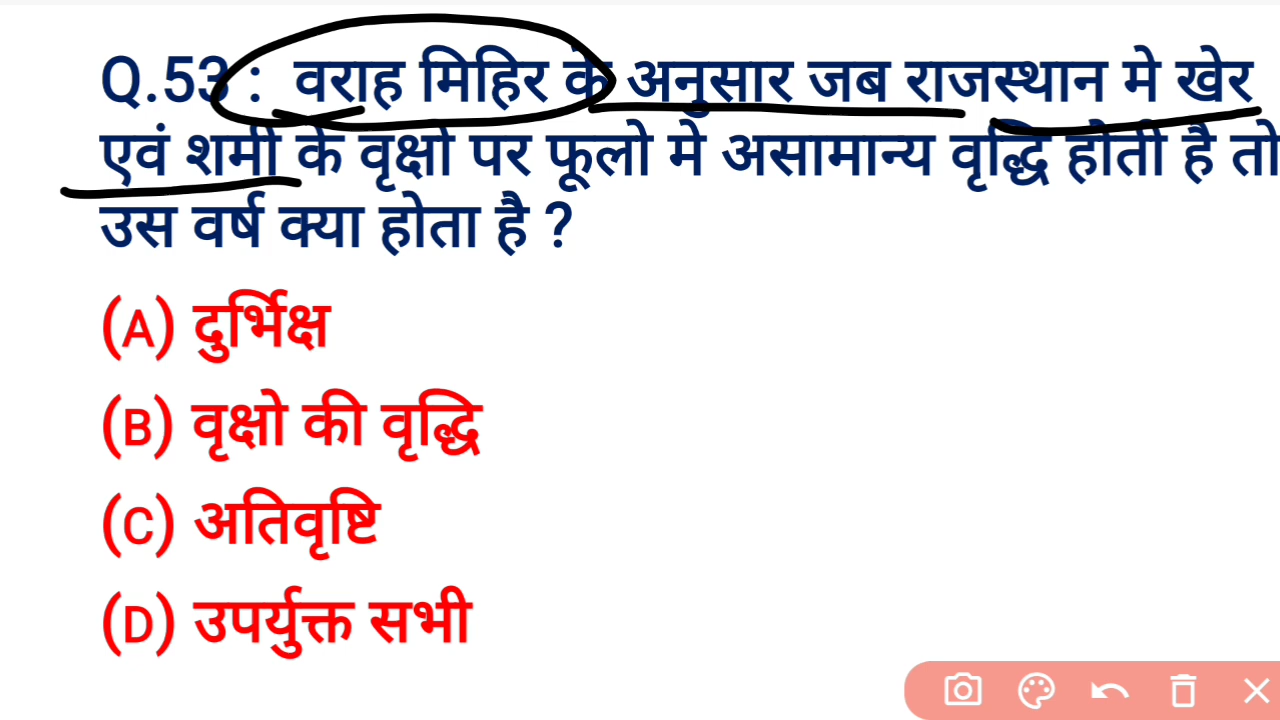 Q.53 : वराह मिहिर के अनुसार जब राजस्थान मे खेर
एवं शमी के वृक्षो पर फूलो मे असामान्य वृद्धि होती है तो
उस वर्ष क्या होता है ?
(A) दुर्भिक्ष
(B) वृक्षो की वृद्धि
(C) अतिवृष्टि
(D) उपर्युक्त सभी